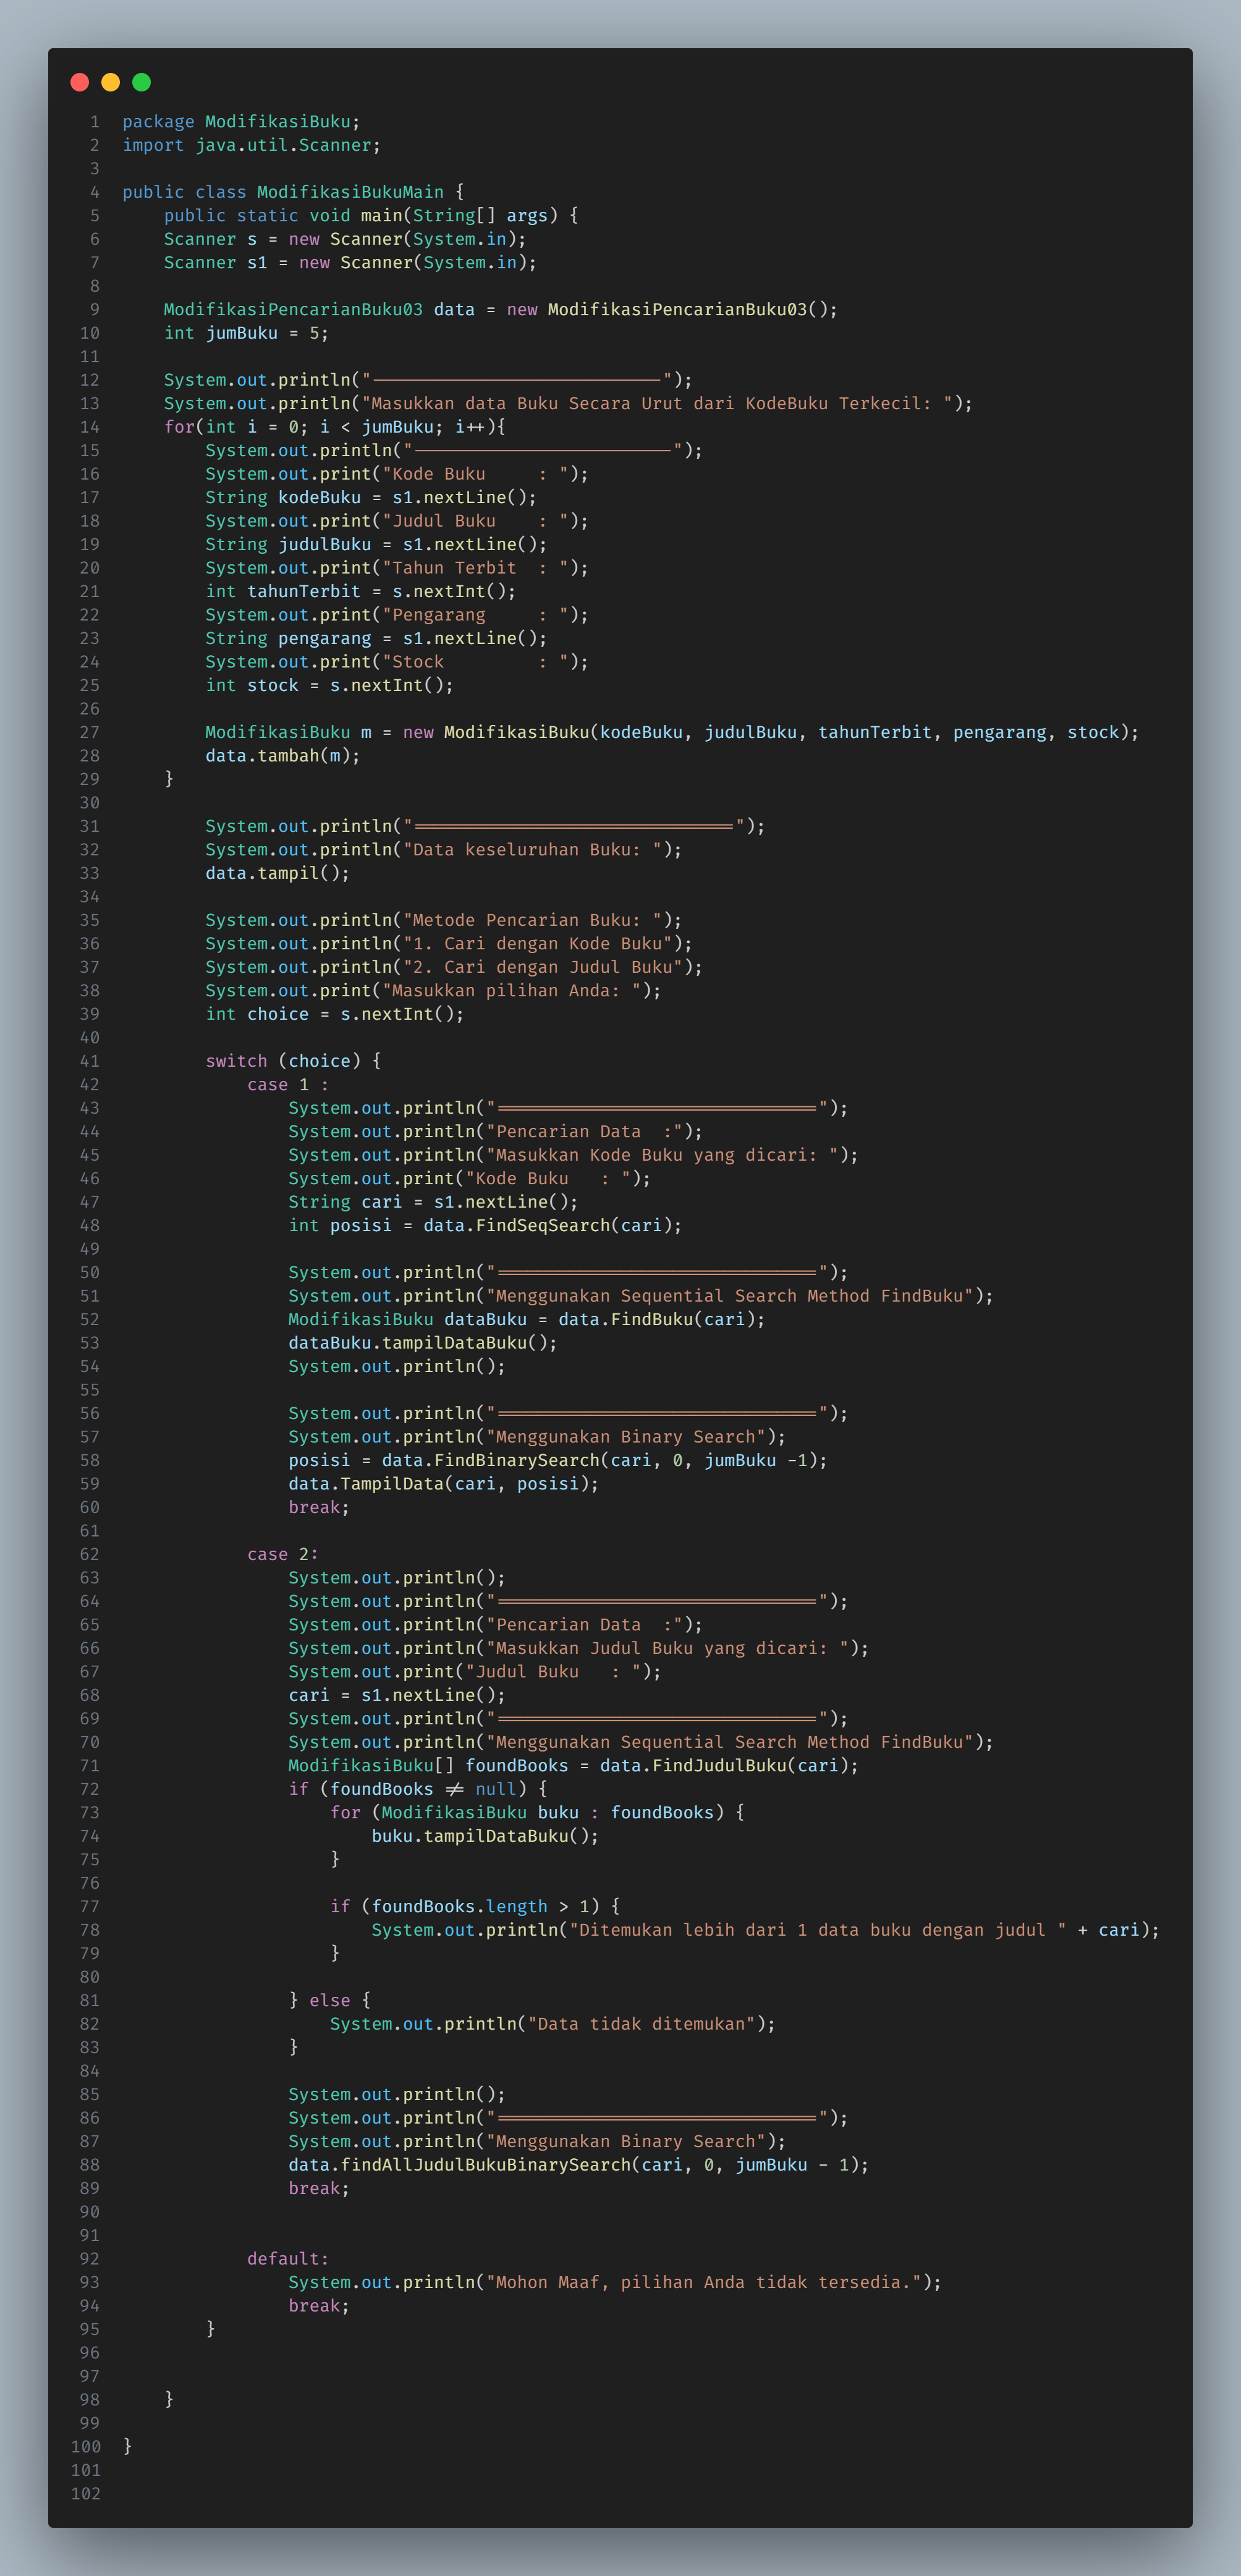 1 package ModifikasiBuku;
2 import java.util.Scanner;
3
4 public class ModifikasiBukuMain {
5     public static void main(String[] args) {
6     Scanner s = new Scanner(System.in);
7     Scanner s1 = new Scanner(System.in);
8
9     ModifikasiPencarianBuku03 data = new ModifikasiPencarianBuku03();
10     int jumBuku = 5;
11
12     System.out.println("----------------------------");
13     System.out.println("Masukkan data Buku Secara Urut dari KodeBuku Terkecil: ");
14     for(int i = 0; i < jumBuku; i++){
15         System.out.println("-------------------------");
16         System.out.print("Kode Buku     : ");
17         String kodeBuku = s1.nextLine();
18         System.out.print("Judul Buku    : ");
19         String judulBuku = s1.nextLine();
20         System.out.print("Tahun Terbit  : ");
21         int tahunTerbit = s.nextInt();
22         System.out.print("Pengarang     : ");
23         String pengarang = s1.nextLine();
24         System.out.print("Stock         : ");
25         int stock = s.nextInt();
26
27         ModifikasiBuku m = new ModifikasiBuku(kodeBuku, judulBuku, tahunTerbit, pengarang, stock);
28         data.tambah(m);
29     }
30
31         System.out.println("===============================");
32         System.out.println("Data keseluruhan Buku: ");
33         data.tampil();
34
35         System.out.println("Metode Pencarian Buku: ");
36         System.out.println("1. Cari dengan Kode Buku");
37         System.out.println("2. Cari dengan Judul Buku");
38         System.out.print("Masukkan pilihan Anda: ");
39         int choice = s.nextInt();
40
41         switch (choice) {
42             case 1 :
43                 System.out.println("===============================");
44                 System.out.println("Pencarian Data  :");
45                 System.out.println("Masukkan Kode Buku yang dicari: ");
46                 System.out.print("Kode Buku   : ");
47                 String cari = s1.nextLine();
48                 int posisi = data.FindSeqSearch(cari);
49
50                 System.out.println("===============================");
51                 System.out.println("Menggunakan Sequential Search Method FindBuku");
52                 ModifikasiBuku dataBuku = data.FindBuku(cari);
53                 dataBuku.tampilDataBuku();
54                 System.out.println();
55
56                 System.out.println("===============================");
57                 System.out.println("Menggunakan Binary Search");
58                 posisi = data.FindBinarySearch(cari, 0, jumBuku -1);
59                 data.TampilData(cari, posisi);
60                 break;
61
62             case 2:
63                 System.out.println();
64                 System.out.println("===============================");
65                 System.out.println("Pencarian Data  :");
66                 System.out.println("Masukkan Judul Buku yang dicari: ");
67                 System.out.print("Judul Buku   : ");
68                 cari = s1.nextLine();
69                 System.out.println("===============================");
70                 System.out.println("Menggunakan Sequential Search Method FindBuku");
71                 ModifikasiBuku[] foundBooks = data.FindJudulBuku(cari);
72                 if (foundBooks != null) {
73                     for (ModifikasiBuku buku : foundBooks) {
74                         buku.tampilDataBuku();
75                     }
76
77                     if (foundBooks.length > 1) {
78                         System.out.println("Ditemukan lebih dari 1 data buku dengan judul " + cari);
79                     }
80
81                 } else {
82                     System.out.println("Data tidak ditemukan");
83                 }
84
85                 System.out.println();
86                 System.out.println("===============================");
87                 System.out.println("Menggunakan Binary Search");
88                 data.findAllJudulBukuBinarySearch(cari, 0, jumBuku - 1);
89                 break;
90
91
92             default:
93                 System.out.println("Mohon Maaf, pilihan Anda tidak tersedia.");
94                 break;
95         }
96
97
98     }
99
100 }
101
102